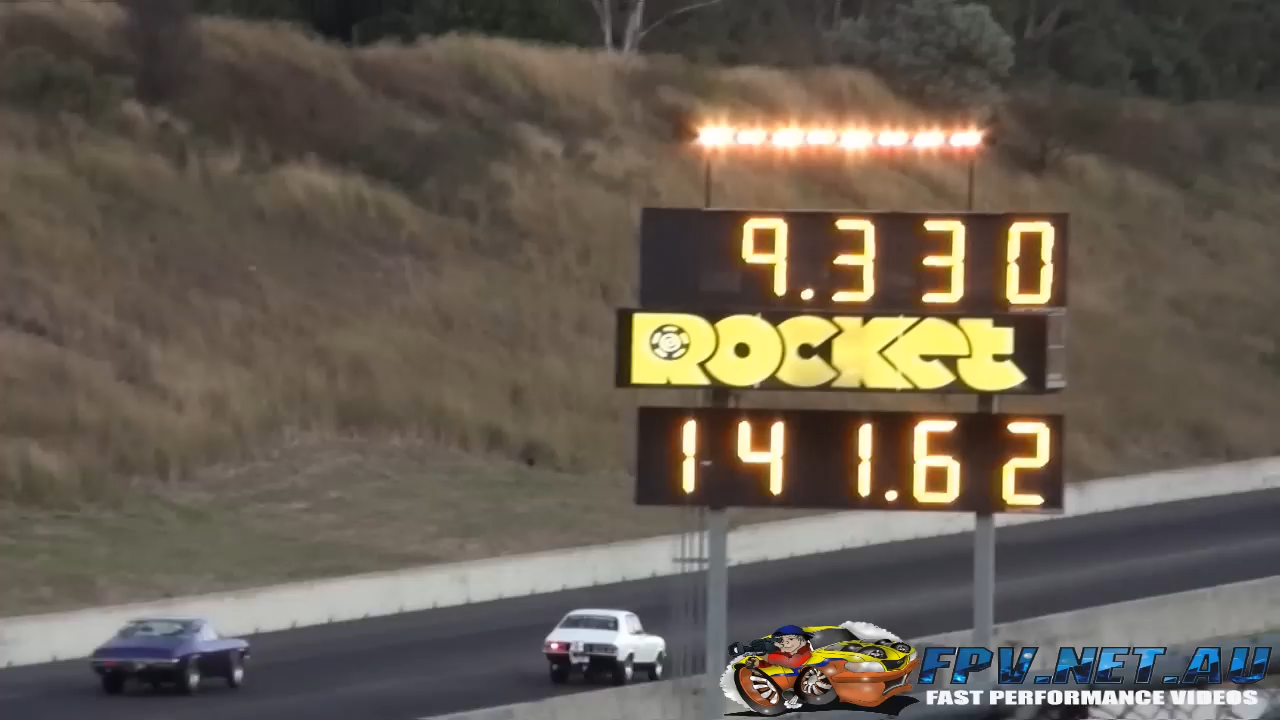 9.330
ROCKET
141.62
FPV.NET.AU
FAST PERFORMANCE VIDEOS